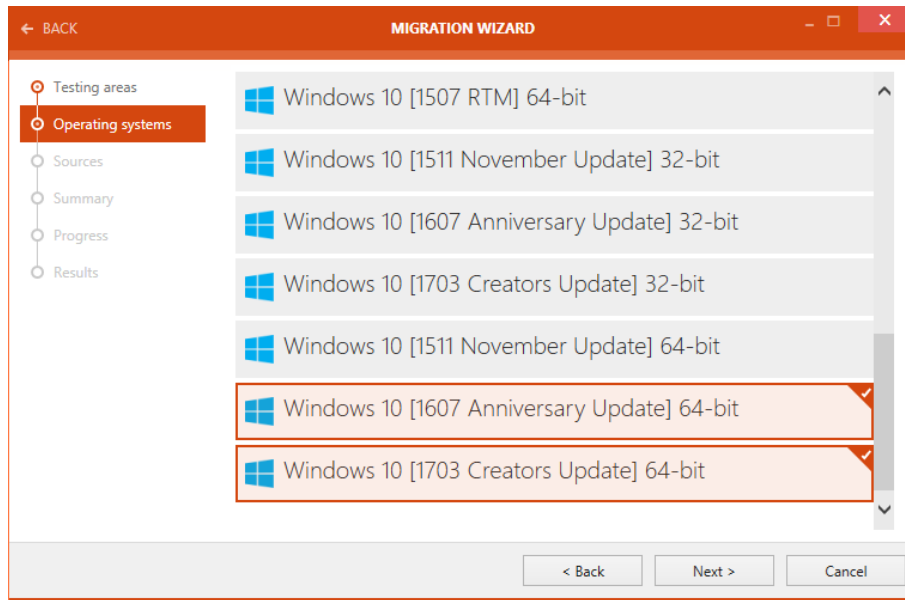 BACK
MIGRATION WIZARD
Testing areas
Operating systems
Sources
Summary
Progress
Results
Windows 10 [1507 RTM] 64-bit
Windows 10 [1511 November Update] 32-bit
Windows 10 [1607 Anniversary Update] 32-bit
Windows 10 [1703 Creators Update] 32-bit
Windows 10 [1511 November Update] 64-bit
Windows 10 [1607 Anniversary Update] 64-bit
Windows 10 [1703 Creators Update] 64-bit
< Back
Next >
Cancel